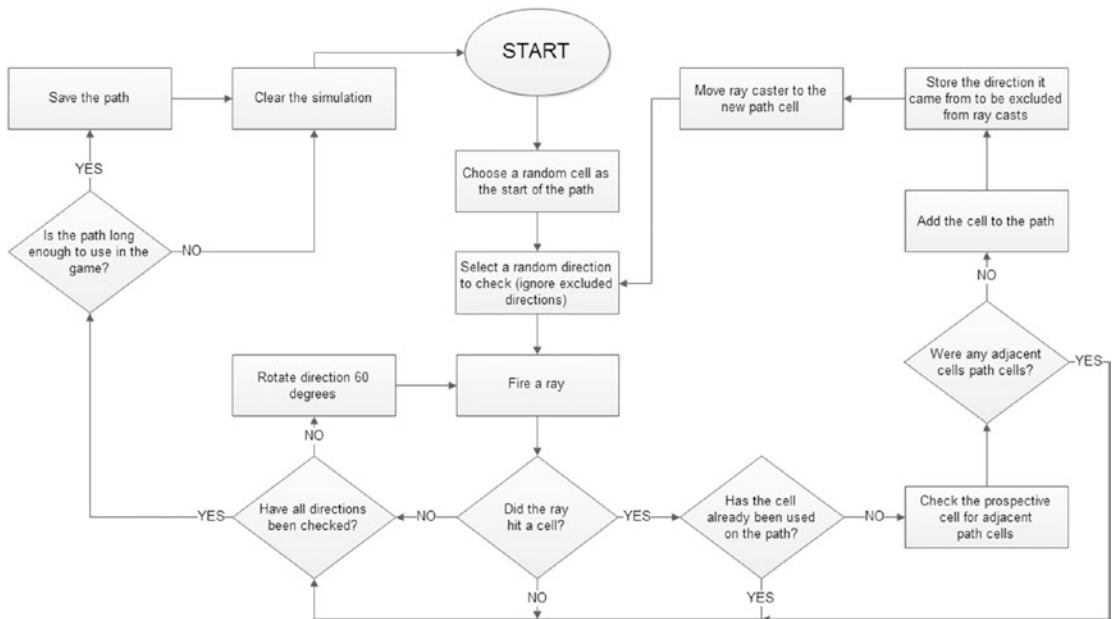 START
Save the path
Clear the simulation
Move ray caster to the
new path cell
Store the direction it
came from to be excluded
from ray casts
YES
Choose a random cell as
the start of the path
Add the cell to the path
Is the path long
enough to use in the
game?
NO
Select a random direction
to check (ignore excluded
directions)
NO
Were any adjacent
cells path cells?
YES
Rotate direction 60
degrees
Fire a ray
NO
YES
Have all directions
been checked?
NO
Did the ray
hit a cell?
YES
Has the cell
already been used
on the path?
NO
Check the prospective
cell for adjacent
path cells
NO
YES